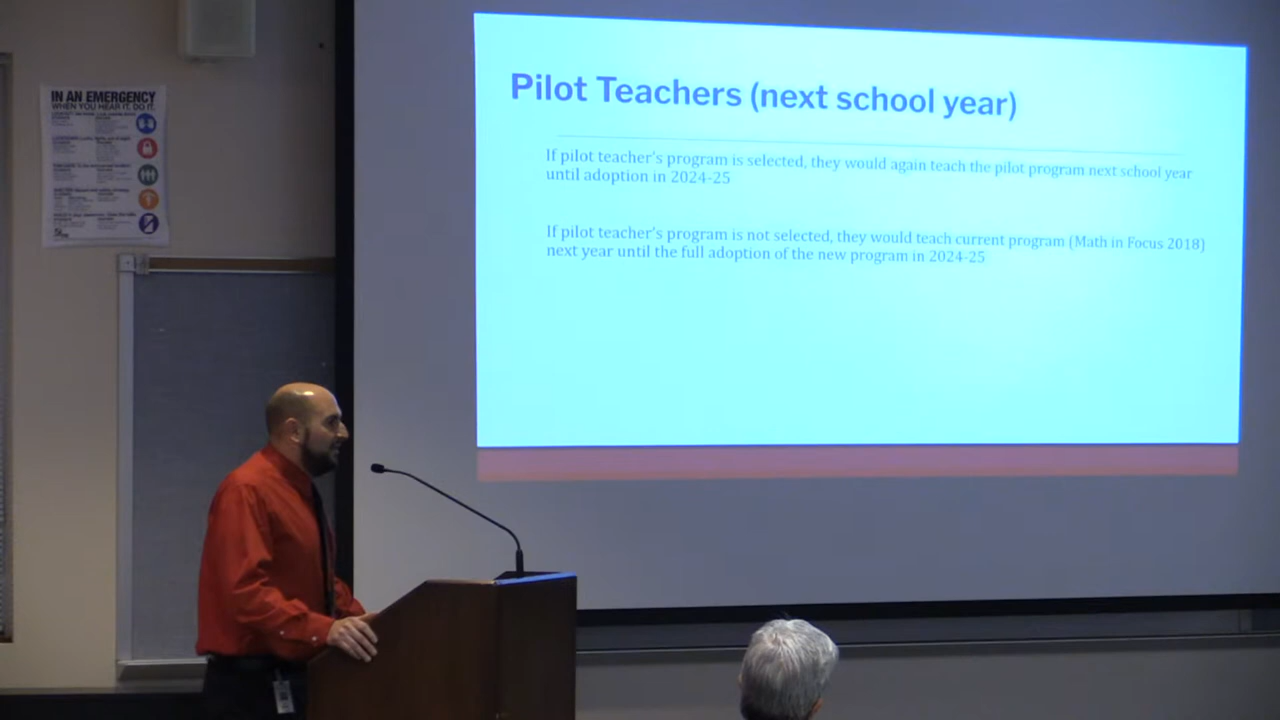 IN AN EMERGENCY
WHEN YOU HEAR IT. DO IT.
Pilot Teachers (next school year)
If pilot teacher's program is selected, they would again teach the pilot program next school year
until adoption in 2024-25
If pilot teacher's program is not selected, they would teach current program (Math in Focus 2018)
next year until the full adoption of the new program in 2024-25